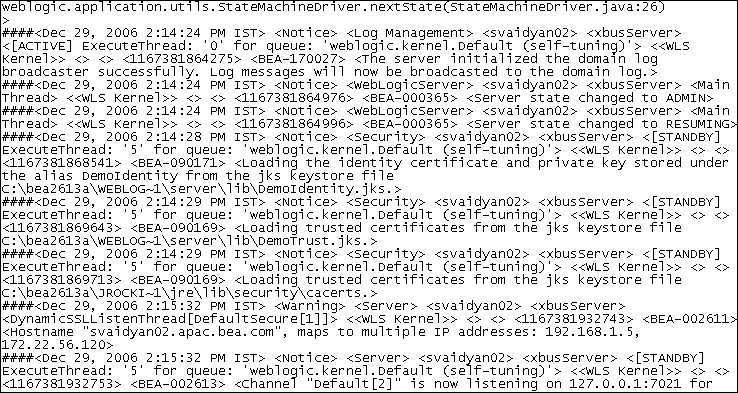 weblogic.application.utils.StateMachineDriver.nextState(StateMachineDriver.java:26)
>
####<Dec 29, 2006 2:14:24 PM IST> <Notice> <Log Management> <svaidyan02> <xbusServer>
<[ACTIVE] ExecuteThread: '0' for queue: 'weblogic.kernel.Default (self-tuning)'> <<WLS
Kernel>> <> <> <1167381864275> <BEA-170027> <The server initialized the domain log
broadcaster successfully. Log messages will now be broadcasted to the domain log.>
####<Dec 29, 2006 2:14:24 PM IST> <Notice> <WebLogicServer> <svaidyan02> <xbusServer> <Main
Thread> <<WLS Kernel>> <> <> <1167381864976> <BEA-000365> <Server state changed to ADMIN>
####<Dec 29, 2006 2:14:24 PM IST> <Notice> <WebLogicServer> <svaidyan02> <xbusServer> <Main
Thread> <<WLS Kernel>> <> <> <1167381864996> <BEA-000365> <Server state changed to RESUMING>
####<Dec 29, 2006 2:14:28 PM IST> <Notice> <Security> <svaidyan02> <xbusServer> <[STANDBY]
ExecuteThread: '5' for queue: 'weblogic.kernel.Default (self-tuning)'> <<WLS Kernel>> <> <>
<1167381868541> <BEA-090171> <Loading the identity certificate and private key stored under
the alias DemoIdentity from the jks keystore file
C:\bea2613a\WEBLOG~1\server\lib\DemoIdentity.jks.>
####<Dec 29, 2006 2:14:29 PM IST> <Notice> <Security> <svaidyan02> <xbusServer> <[STANDBY]
ExecuteThread: '5' for queue: 'weblogic.kernel.Default (self-tuning)'> <<WLS Kernel>> <> <>
<1167381869643> <BEA-090169> <Loading trusted certificates from the jks keystore file
C:\bea2613a\WEBLOG~1\server\lib\DemoTrust.jks.>
####<Dec 29, 2006 2:14:29 PM IST> <Notice> <Security> <svaidyan02> <xbusServer> <[STANDBY]
ExecuteThread: '5' for queue: 'weblogic.kernel.Default (self-tuning)'> <<WLS Kernel>> <> <>
<1167381869713> <BEA-090169> <Loading trusted certificates from the jks keystore file
C:\bea2613a\JROCKI~1\jre\lib\security\cacerts.>
####<Dec 29, 2006 2:15:32 PM IST> <Warning> <Server> <svaidyan02> <xbusServer>
<DynamicSSLListenThread[DefaultSecure[1]]> <<WLS Kernel>> <> <> <1167381932743> <BEA-002611>
<Hostname "svaidyan02.apac.bea.com", maps to multiple IP addresses: 192.168.1.5,
172.22.56.120>
####<Dec 29, 2006 2:15:32 PM IST> <Notice> <Server> <svaidyan02> <xbusServer> <[STANDBY]
ExecuteThread: '5' for queue: 'weblogic.kernel.Default (self-tuning)'> <<WLS Kernel>> <> <>
<1167381932753> <BEA-002613> <Channel "Default[2]" is now listening on 127.0.0.1:7021 for